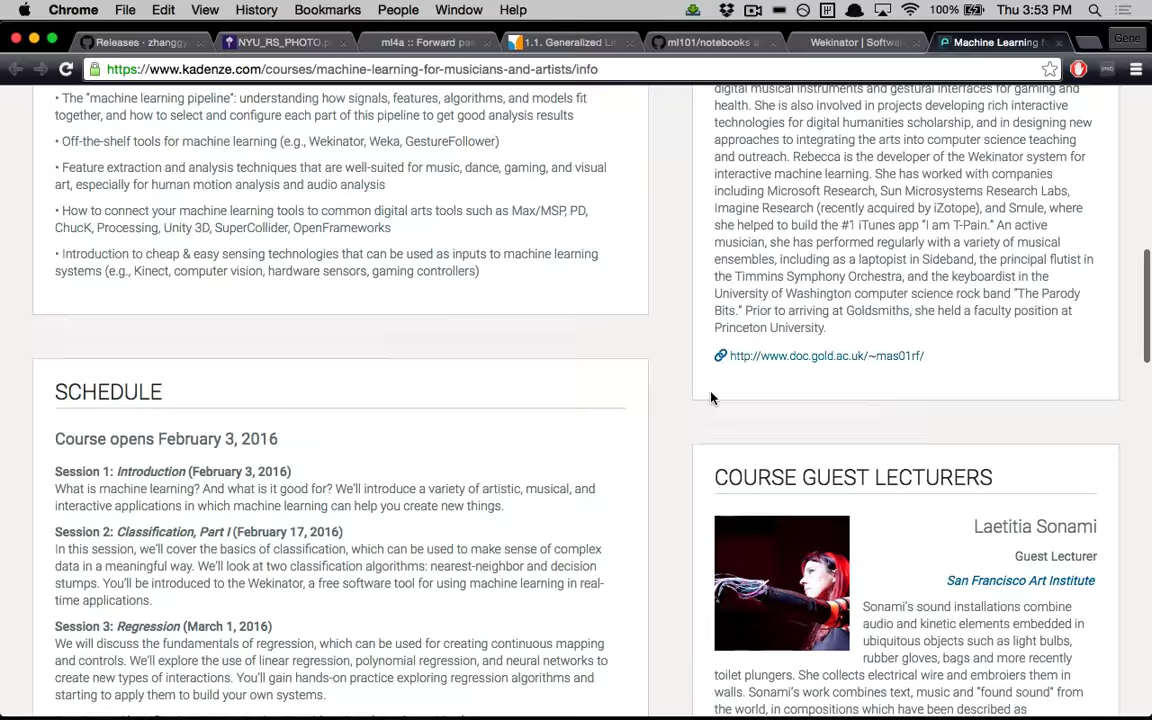 Chrome File Edit View History Bookmarks People Window Help 100% Thu 3:53 PM
Releases · zhanggy
NYU_RS_PHOTO.p
ml4a :: Forward pa
1.1. Generalized Lin
ml101/notebooks a
Wekinator | Softwar
Machine Learning f
Gene
https://www.kadenze.com/courses/machine-learning-for-musicians-and-artists/info
• The "machine learning pipeline": understanding how signals, features, algorithms, and models fit
together, and how to select and configure each part of this pipeline to get good analysis results
• Off-the-shelf tools for machine learning (e.g., Wekinator, Weka, GestureFollower)
• Feature extraction and analysis techniques that are well-suited for music, dance, gaming, and visual
art, especially for human motion analysis and audio analysis
• How to connect your machine learning tools to common digital arts tools such as Max/MSP, PD,
ChucK, Processing, Unity 3D, SuperCollider, OpenFrameworks
• Introduction to cheap & easy sensing technologies that can be used as inputs to machine learning
systems (e.g., Kinect, computer vision, hardware sensors, gaming controllers)
SCHEDULE
Course opens February 3, 2016
Session 1: Introduction (February 3, 2016)
What is machine learning? And what is it good for? We'll introduce a variety of artistic, musical, and
interactive applications in which machine learning can help you create new things.
Session 2: Classification, Part I (February 17, 2016)
In this session, we'll cover the basics of classification, which can be used to make sense of complex
data in a meaningful way. We'll look at two classification algorithms: nearest-neighbor and decision
stumps. You'll be introduced to the Wekinator, a free software tool for using machine learning in real-
time applications.
Session 3: Regression (March 1, 2016)
We will discuss the fundamentals of regression, which can be used for creating continuous mapping
and controls. We'll explore the use of linear regression, polynomial regression, and neural networks to
create new types of interactions. You'll gain hands-on practice exploring regression algorithms and
starting to apply them to build your own systems.
digital musical instruments and gestural interfaces for gaming and
health. She is also involved in projects developing rich interactive
technologies for digital humanities scholarship, and in designing new
approaches to integrating the arts into computer science teaching
and outreach. Rebecca is the developer of the Wekinator system for
interactive machine learning. She has worked with companies
including Microsoft Research, Sun Microsystems Research Labs,
Imagine Research (recently acquired by iZotope), and Smule, where
she helped to build the #1 iTunes app "I am T-Pain." An active
musician, she has performed regularly with a variety of musical
ensembles, including as a laptopist in Sideband, the principal flutist in
the Timmins Symphony Orchestra, and the keyboardist in the
University of Washington computer science rock band "The Parody
Bits." Prior to arriving at Goldsmiths, she held a faculty position at
Princeton University.
http://www.doc.gold.ac.uk/~mas01rf/
COURSE GUEST LECTURERS
Laetitia Sonami
Guest Lecturer
San Francisco Art Institute
Sonami's sound installations combine
audio and kinetic elements embedded in
ubiquitous objects such as light bulbs,
rubber gloves, bags and more recently
toilet plungers. She collects electrical wire and embroiers them in
walls. Sonami's work combines text, music and "found sound" from
the world, in compositions which have been described as